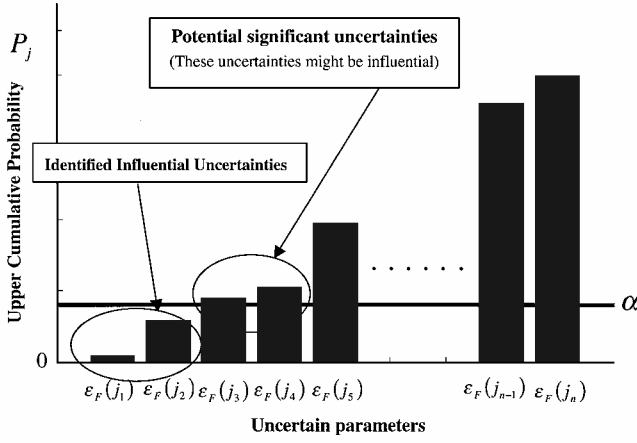 Potential significant uncertainties
(These uncertainties might be influential)
P_j
Upper Cumulative Probability
Identified Influential Uncertainties
. . . . . .
α
0
ε_F(j_1) ε_F(j_2) ε_F(j_3) ε_F(j_4) ε_F(j_5) ε_F(j_{n-1}) ε_F(j_n)
Uncertain parameters